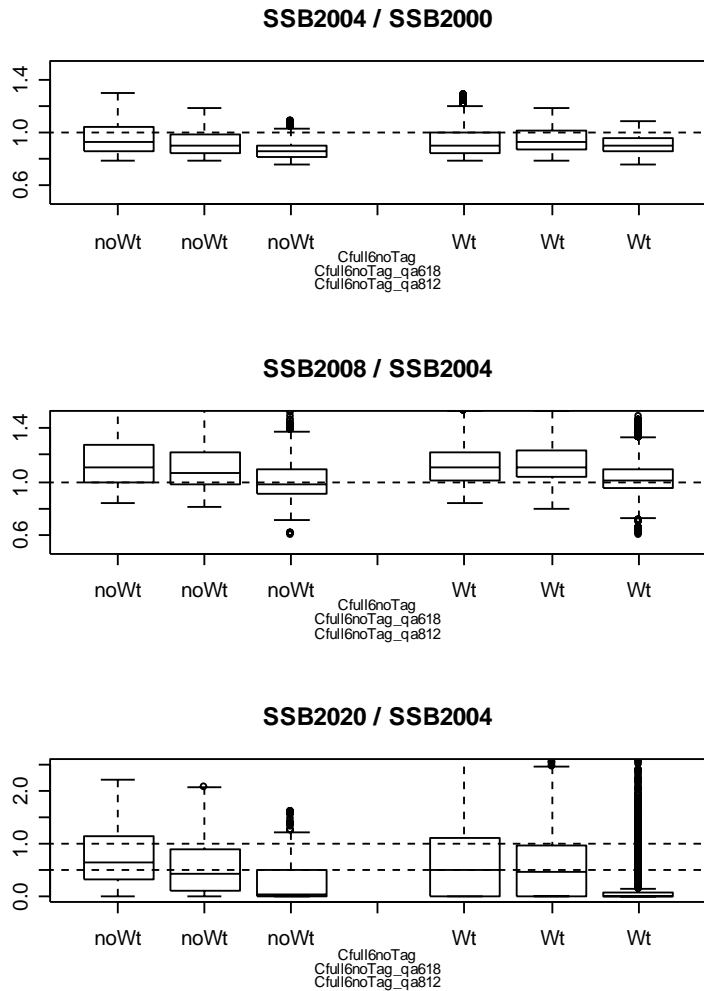 SSB2004 / SSB2000
1.4
1.0
0.6
noWt noWt noWt Wt Wt Wt
Cfull6noTag
Cfull6noTag_qa618
Cfull6noTag_qa812
SSB2008 / SSB2004
1.4
1.0
0.6
noWt noWt noWt Wt Wt Wt
Cfull6noTag
Cfull6noTag_qa618
Cfull6noTag_qa812
SSB2020 / SSB2004
2.0
1.0
0.0
noWt noWt noWt Wt Wt Wt
Cfull6noTag
Cfull6noTag_qa618
Cfull6noTag_qa812